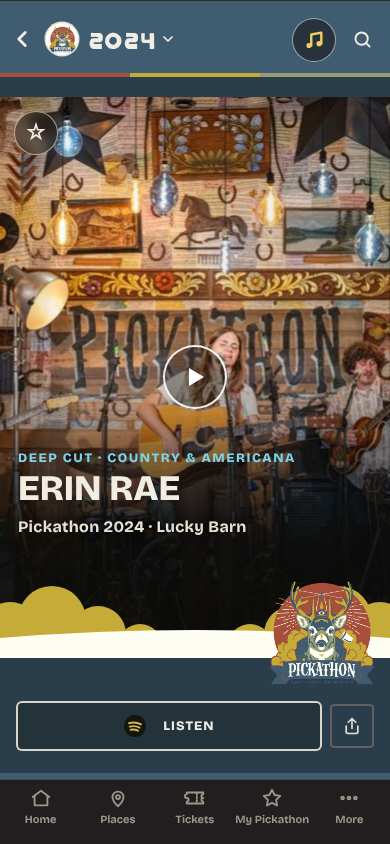 2024
PICKATHON
DEEP CUT · COUNTRY & AMERICANA
ERIN RAE
Pickathon 2024 · Lucky Barn
PICKATHON
LISTEN
Home
Places
Tickets
My Pickathon
More